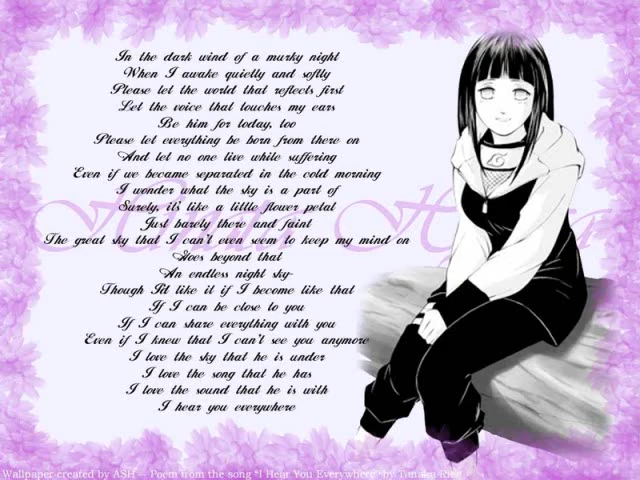 In the dark wind of a murky night
When I awake quietly and softly
Please let the world that reflects first
Let the voice that touches my ears
Be him for today, too
Please let everything be born from there on
And let no one live while suffering
Even if we became separated in the cold morning
I wonder what the sky is a part of
Surely, it's like a little flower petal
Just barely there and faint
The great sky that I can't even seem to keep my mind on
Goes beyond that
An endless night sky-
Though I'd like it if I become like that
If I can be close to you
If I can share everything with you
Even if I knew that I can't see you anymore
I love the sky that he is under
I love the song that he has
I love the sound that he is with
I hear you everywhere
Hinata
Wallpaper created by ASH -- Poem from the song "I Hear You Everywhere" by Tanaka